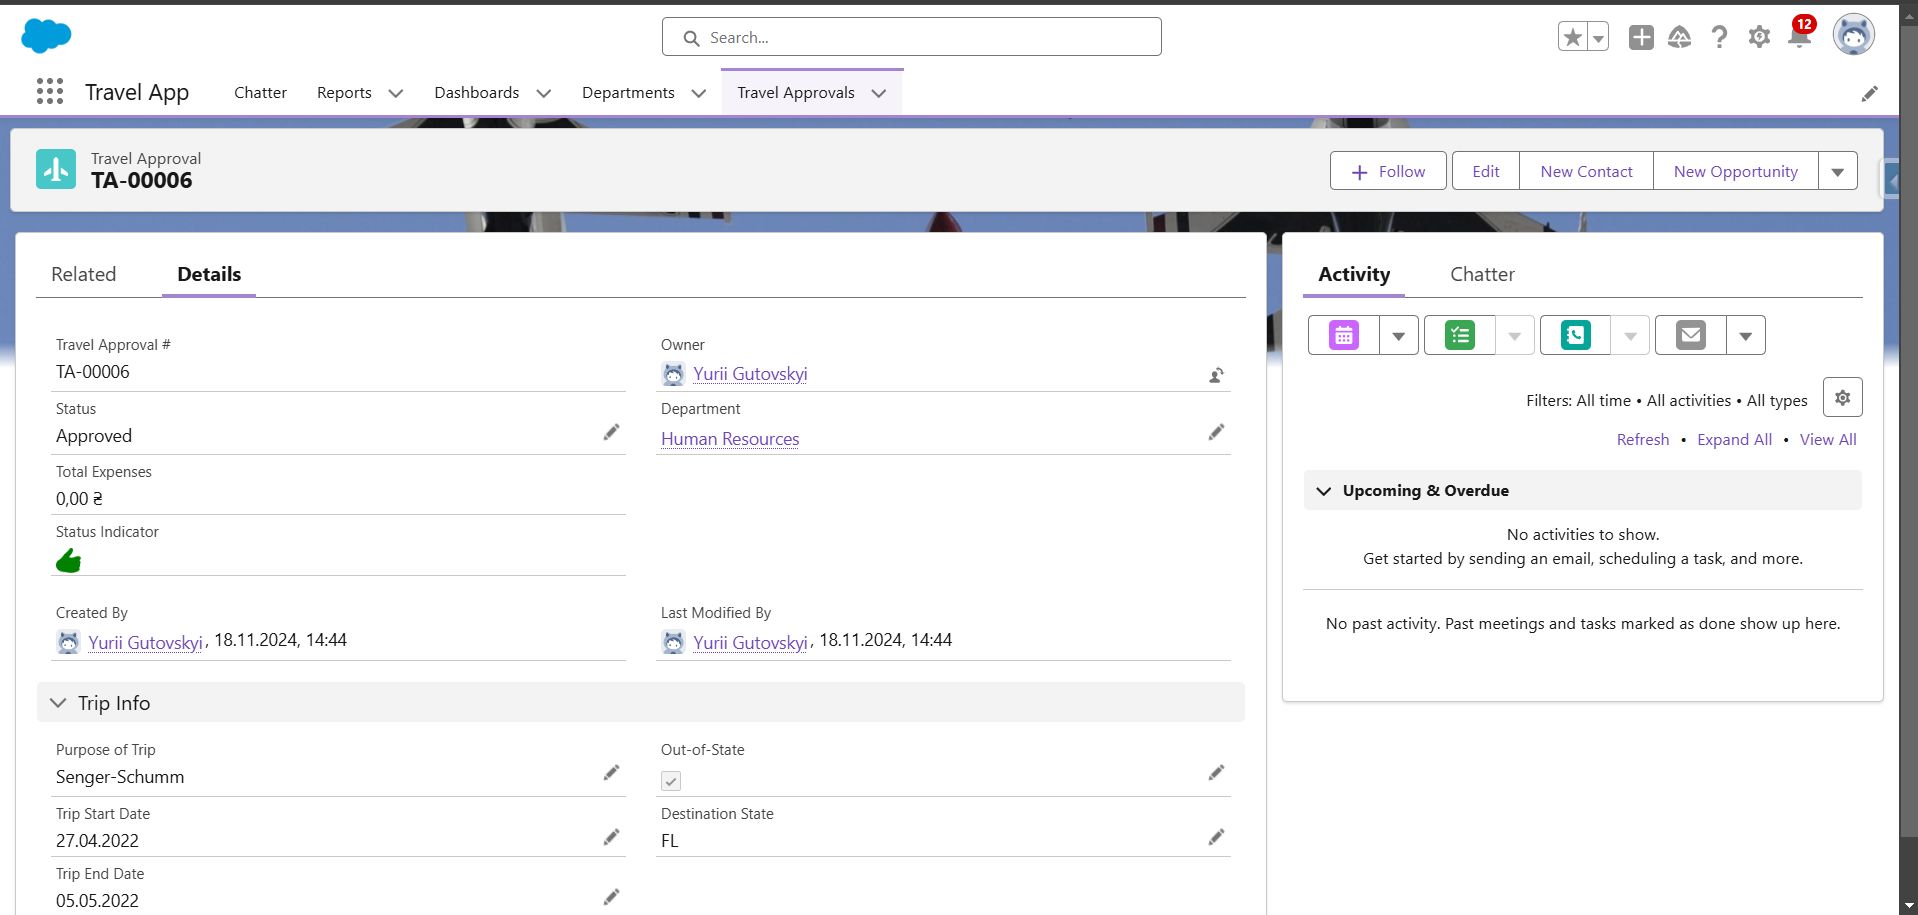 Search...
12
Travel App
Chatter
Reports
Dashboards
Departments
Travel Approvals
Travel Approval
TA-00006
Follow
Edit
New Contact
New Opportunity
Related
Details
Travel Approval #
TA-00006
Owner
Yurii Gutovskyi
Status
Approved
Department
Human Resources
Total Expenses
0,00 ₴
Status Indicator
Created By
Yurii Gutovskyi, 18.11.2024, 14:44
Last Modified By
Yurii Gutovskyi, 18.11.2024, 14:44
Trip Info
Purpose of Trip
Senger-Schumm
Out-of-State
Trip Start Date
27.04.2022
Destination State
FL
Trip End Date
05.05.2022
Activity
Chatter
Filters: All time • All activities • All types
Refresh • Expand All • View All
Upcoming & Overdue
No activities to show.
Get started by sending an email, scheduling a task, and more.
No past activity. Past meetings and tasks marked as done show up here.